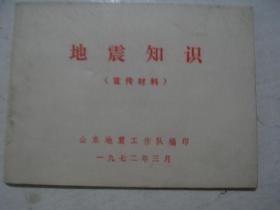 地震知识
（宣传材料）
山东地震工作队编印
一九七二年三月